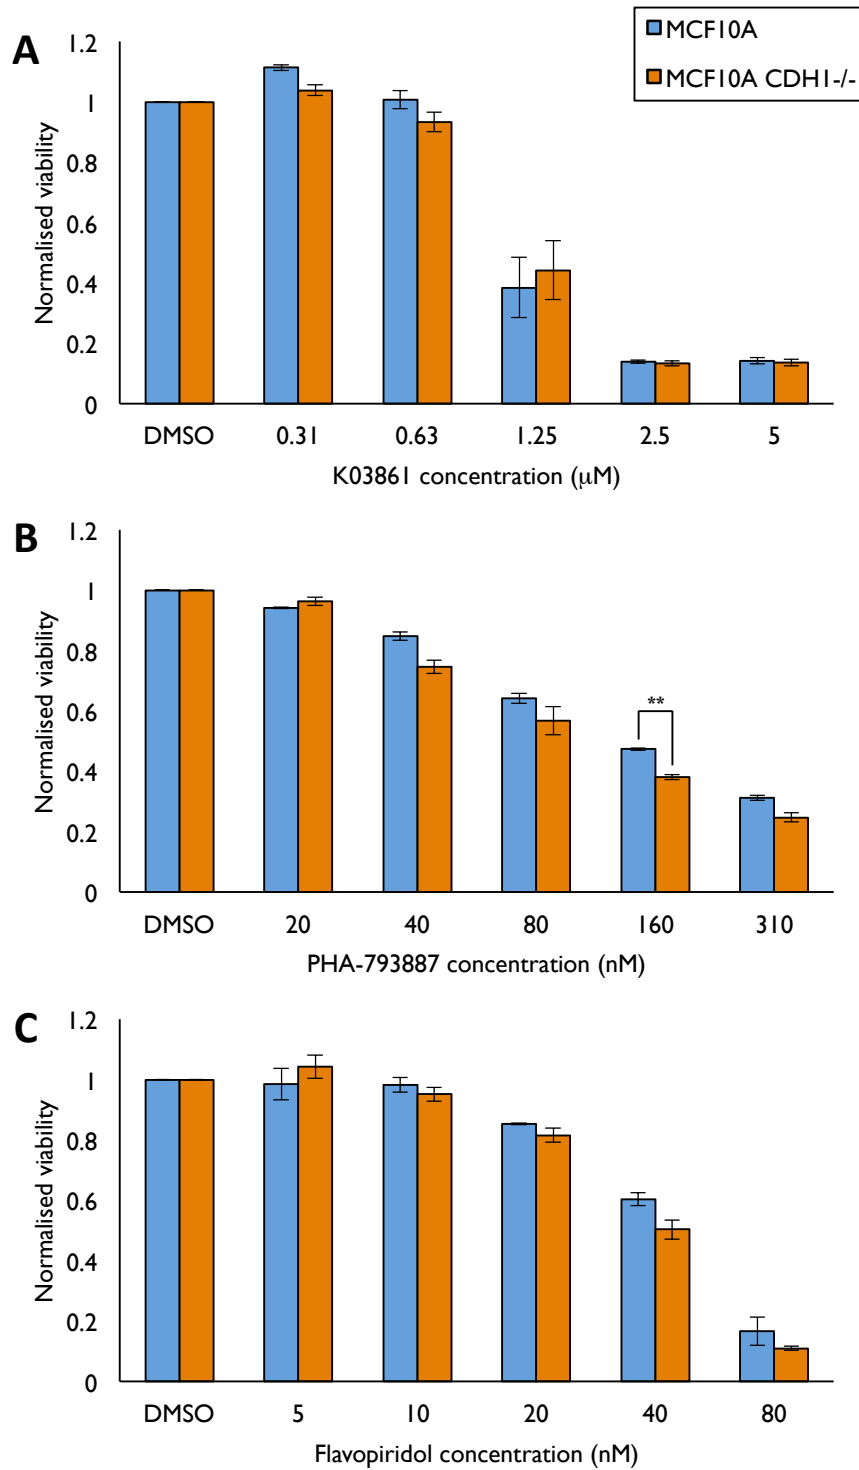 MCF10A
MCF10A CDH1-/-
A
1.2
1
0.8
0.6
0.4
0.2
0
Normalised viability
DMSO 0.31 0.63 1.25 2.5 5
K03861 concentration (μM)
B
1.2
1
0.8
0.6
0.4
0.2
0
Normalised viability
**
DMSO 20 40 80 160 310
PHA-793887 concentration (nM)
C
1.2
1
0.8
0.6
0.4
0.2
0
Normalised viability
DMSO 5 10 20 40 80
Flavopiridol concentration (nM)